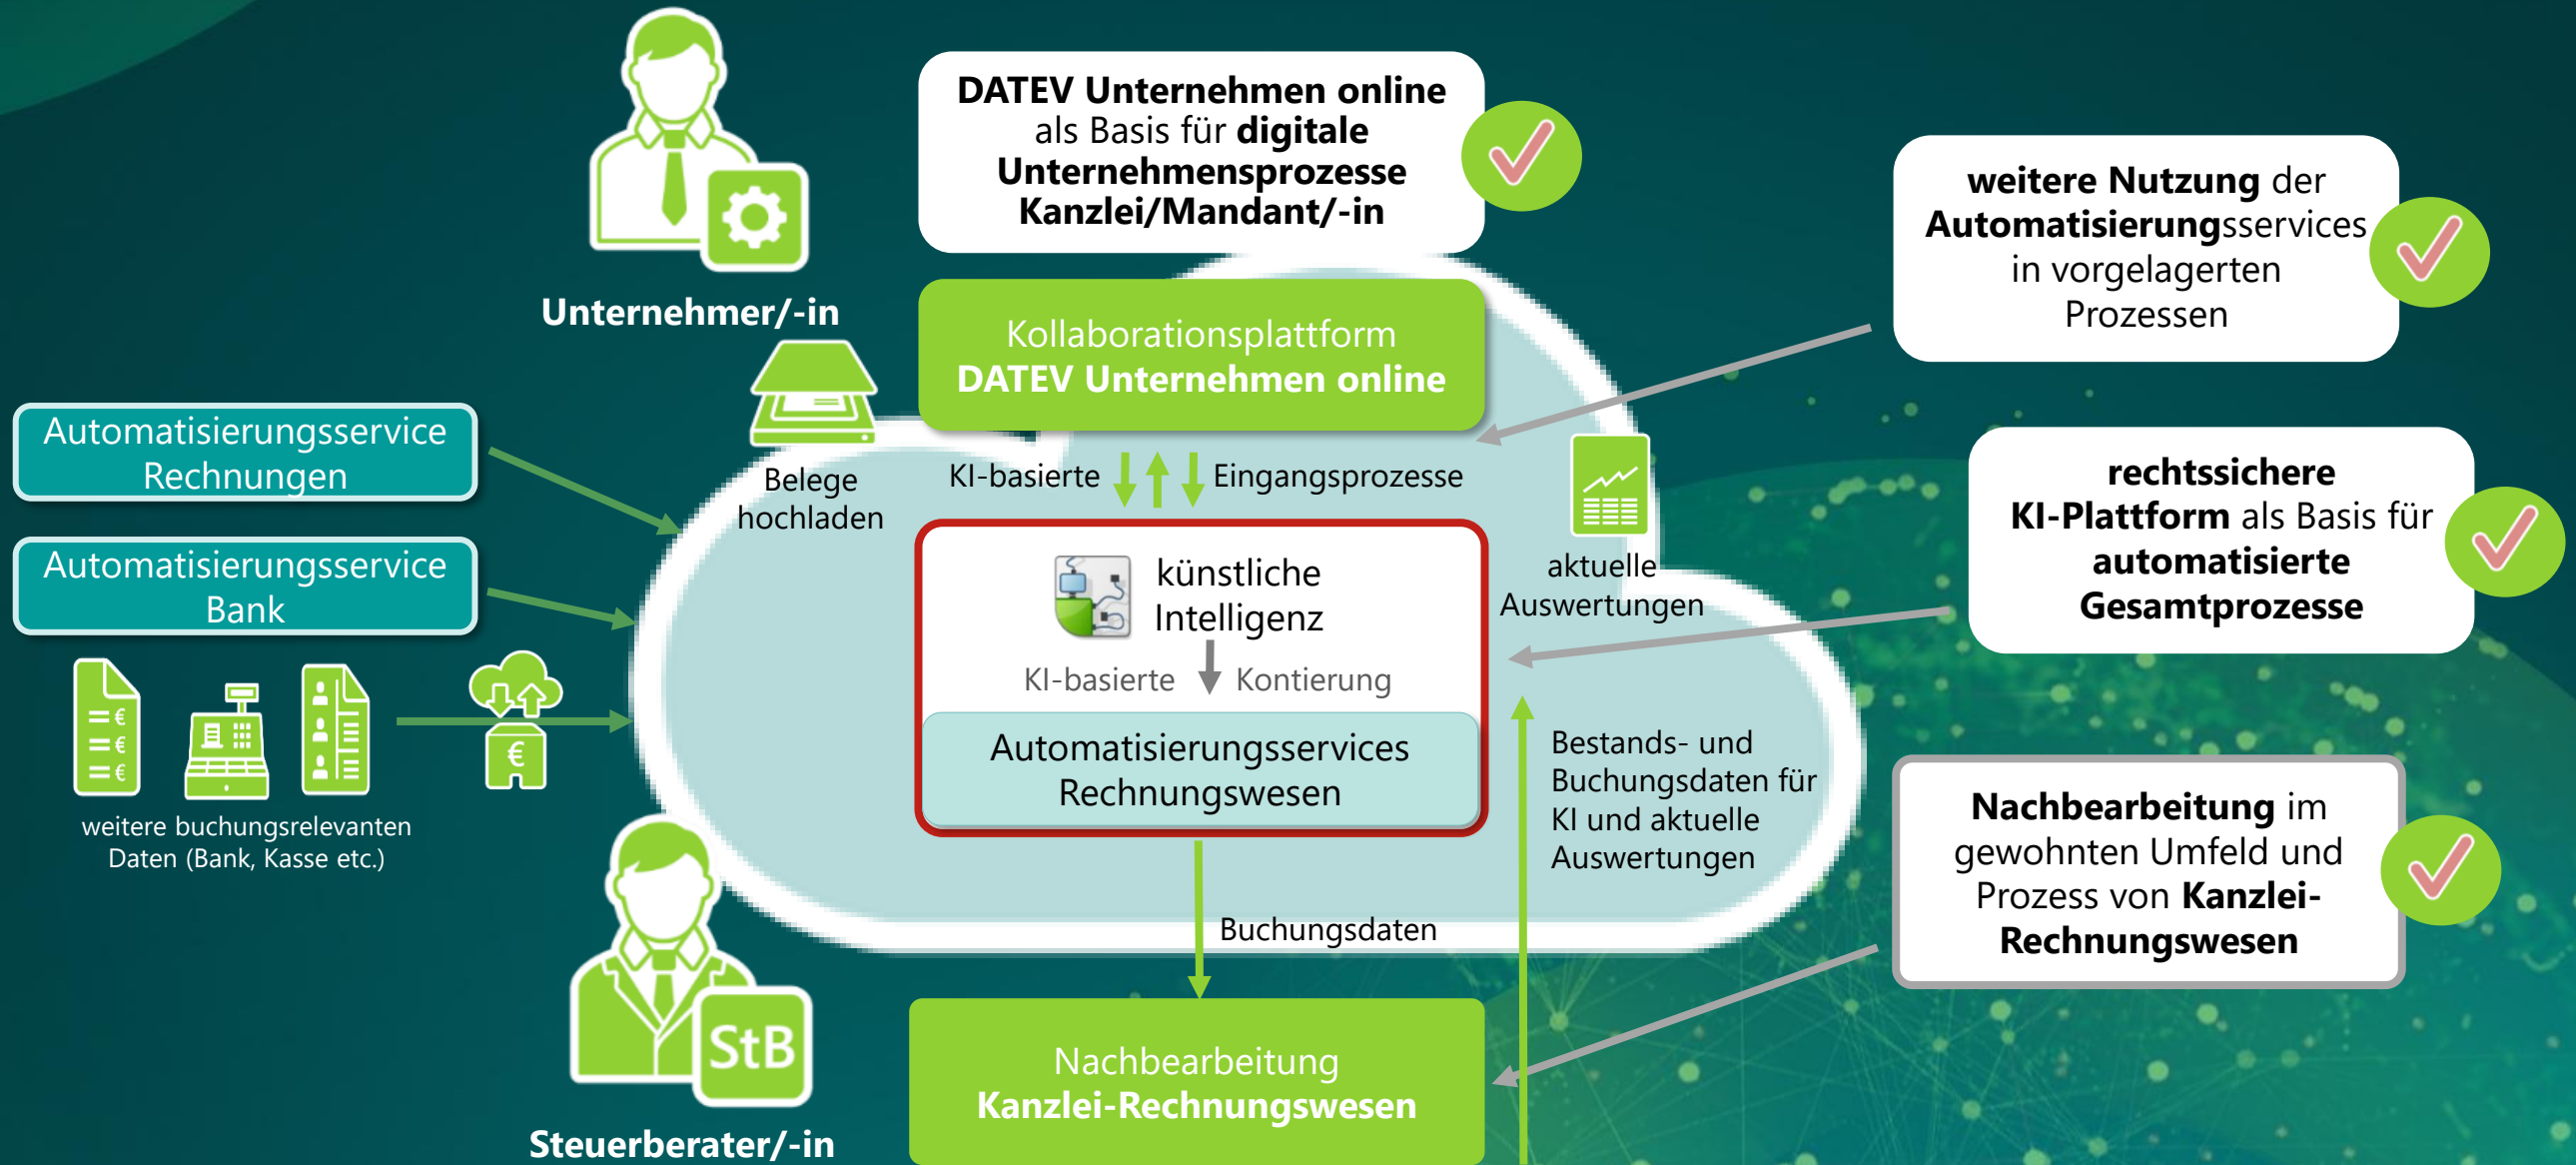 DATEV Unternehmen online
als Basis für digitale
Unternehmensprozesse
Kanzlei/Mandant/-in
Unternehmer/-in
Kollaborationsplattform
DATEV Unternehmen online
weitere Nutzung der
Automatisierungsservices
in vorgelagerten
Prozessen
Automatisierungsservice
Rechnungen
Automatisierungsservice
Bank
Belege
hochladen
KI-basierte Eingangsprozesse
künstliche
Intelligenz
KI-basierte Kontierung
Automatisierungsservices
Rechnungswesen
aktuelle
Auswertungen
rechtssichere
KI-Plattform als Basis für
automatisierte
Gesamtprozesse
= €
= €
= €
€
weitere buchungsrelevanten
Daten (Bank, Kasse etc.)
Bestands- und
Buchungsdaten für
KI und aktuelle
Auswertungen
Nachbearbeitung im
gewohnten Umfeld und
Prozess von Kanzlei-
Rechnungswesen
Buchungsdaten
StB
Steuerberater/-in
Nachbearbeitung
Kanzlei-Rechnungswesen